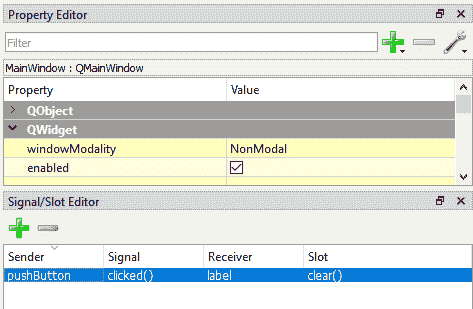 Property Editor
Filter
MainWindow : QMainWindow
Property Value
QObject
QWidget
windowModality NonModal
enabled
Signal/Slot Editor
Sender Signal Receiver Slot
pushButton clicked() label clear()